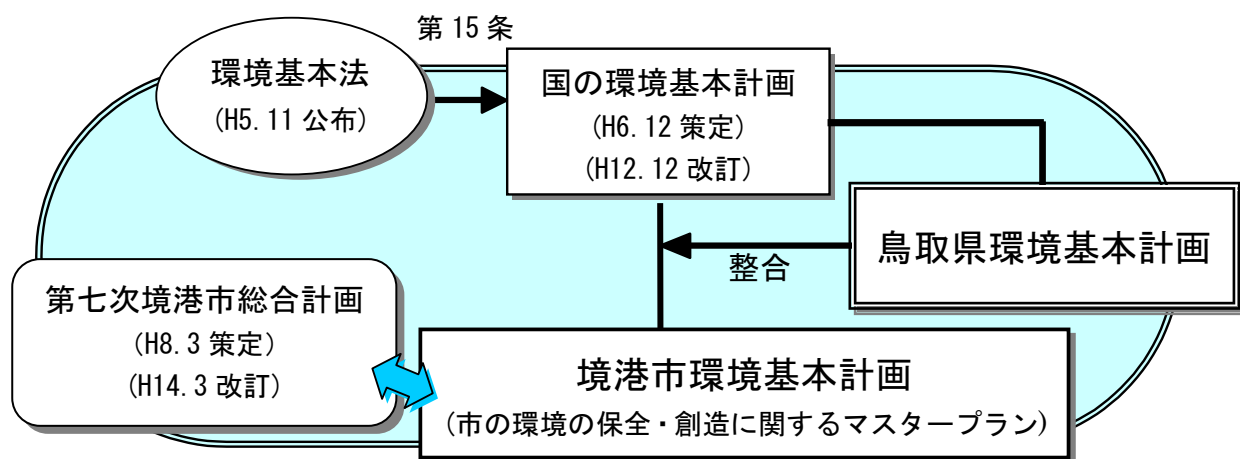 第 15 条
環境基本法
(H5.11 公布)
国の環境基本計画
(H6.12 策定)
(H12.12 改訂)
鳥取県環境基本計画
整合
第七次境港市総合計画
(H8.3 策定)
(H14.3 改訂)
境港市環境基本計画
(市の環境の保全・創造に関するマスタープラン)